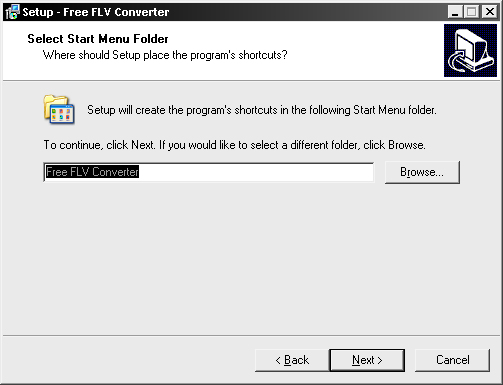 Setup - Free FLV Converter
Select Start Menu Folder
Where should Setup place the program's shortcuts?
Setup will create the program's shortcuts in the following Start Menu folder.
To continue, click Next. If you would like to select a different folder, click Browse.
Free FLV Converter
Browse...
< Back
Next >
Cancel